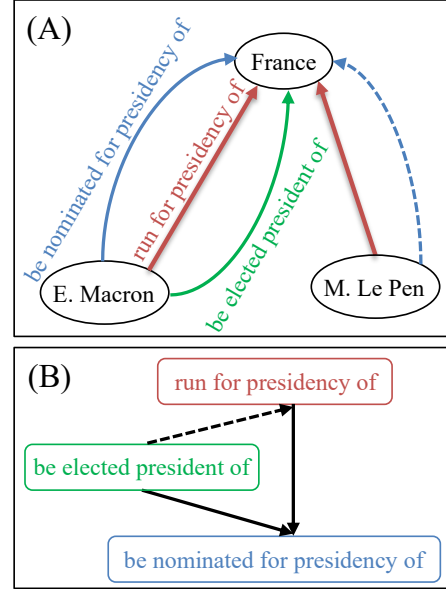 (A)
France
be nominated for presidency of
run for presidency of
be elected president of
E. Macron
M. Le Pen
(B)
run for presidency of
be elected president of
be nominated for presidency of